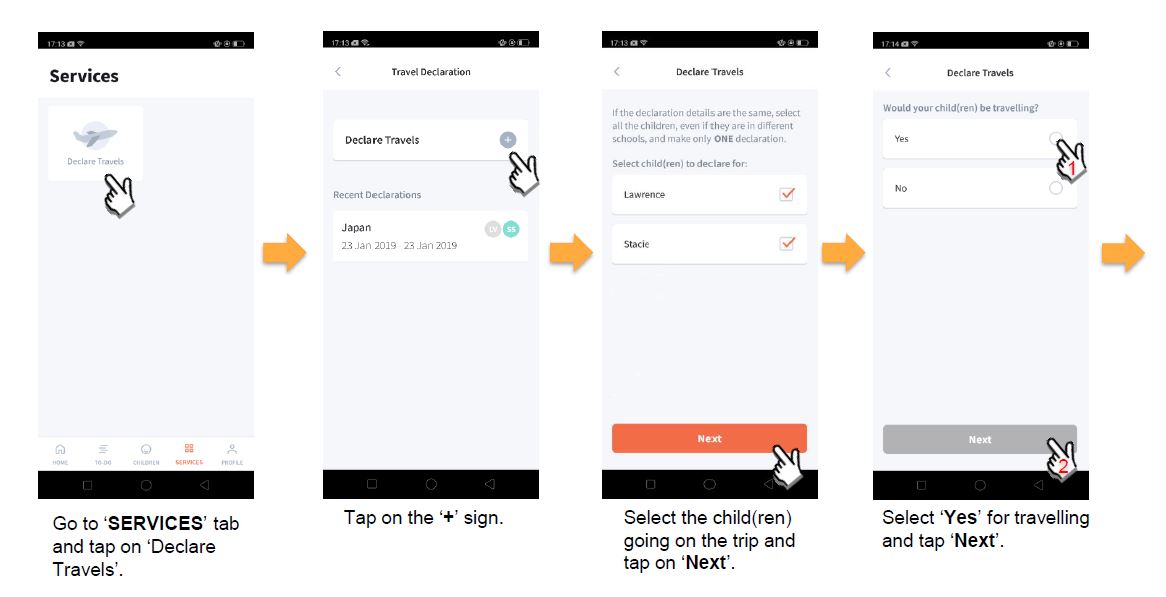 17:13
Services
Declare Travels
HOME
TO-DO
CHILDREN
SERVICES
PROFILE
Go to ‘SERVICES’ tab
and tap on ‘Declare
Travels’.
17:13
Travel Declaration
Declare Travels
Recent Declarations
Japan
23 Jan 2019 - 23 Jan 2019
LV
SS
Tap on the ‘+’ sign.
17:13
Declare Travels
If the declaration details are the same, select
all the children, even if they are in different
schools, and make only ONE declaration.
Select child(ren) to declare for:
Lawrence
Stacie
Next
Select the child(ren)
going on the trip and
tap on ‘Next’.
17:14
Declare Travels
Would your child(ren) be travelling?
Yes
1
No
Next
2
Select ‘Yes’ for travelling
and tap ‘Next’.